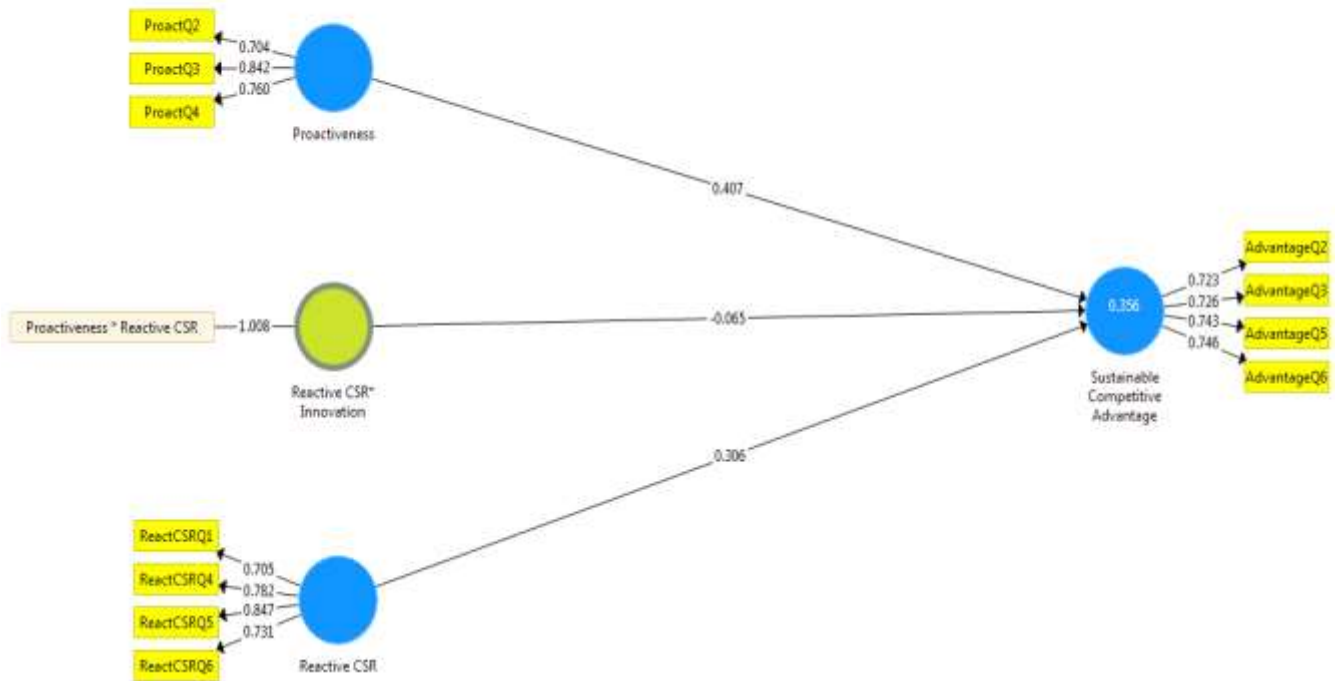 ProactQ2
0.704
ProactQ3
0.842
ProactQ4
0.760
Proactiveness
0.407
Proactiveness * Reactive CSR
1.008
Reactive CSR*
Innovation
-0.065
0.356
Sustainable
Competitive
Advantage
AdvantageQ2
0.723
AdvantageQ3
0.726
AdvantageQ5
0.743
AdvantageQ6
0.746
0.306
ReactCSRQ1
0.705
ReactCSRQ4
0.782
ReactCSRQ5
0.847
ReactCSRQ6
0.731
Reactive CSR